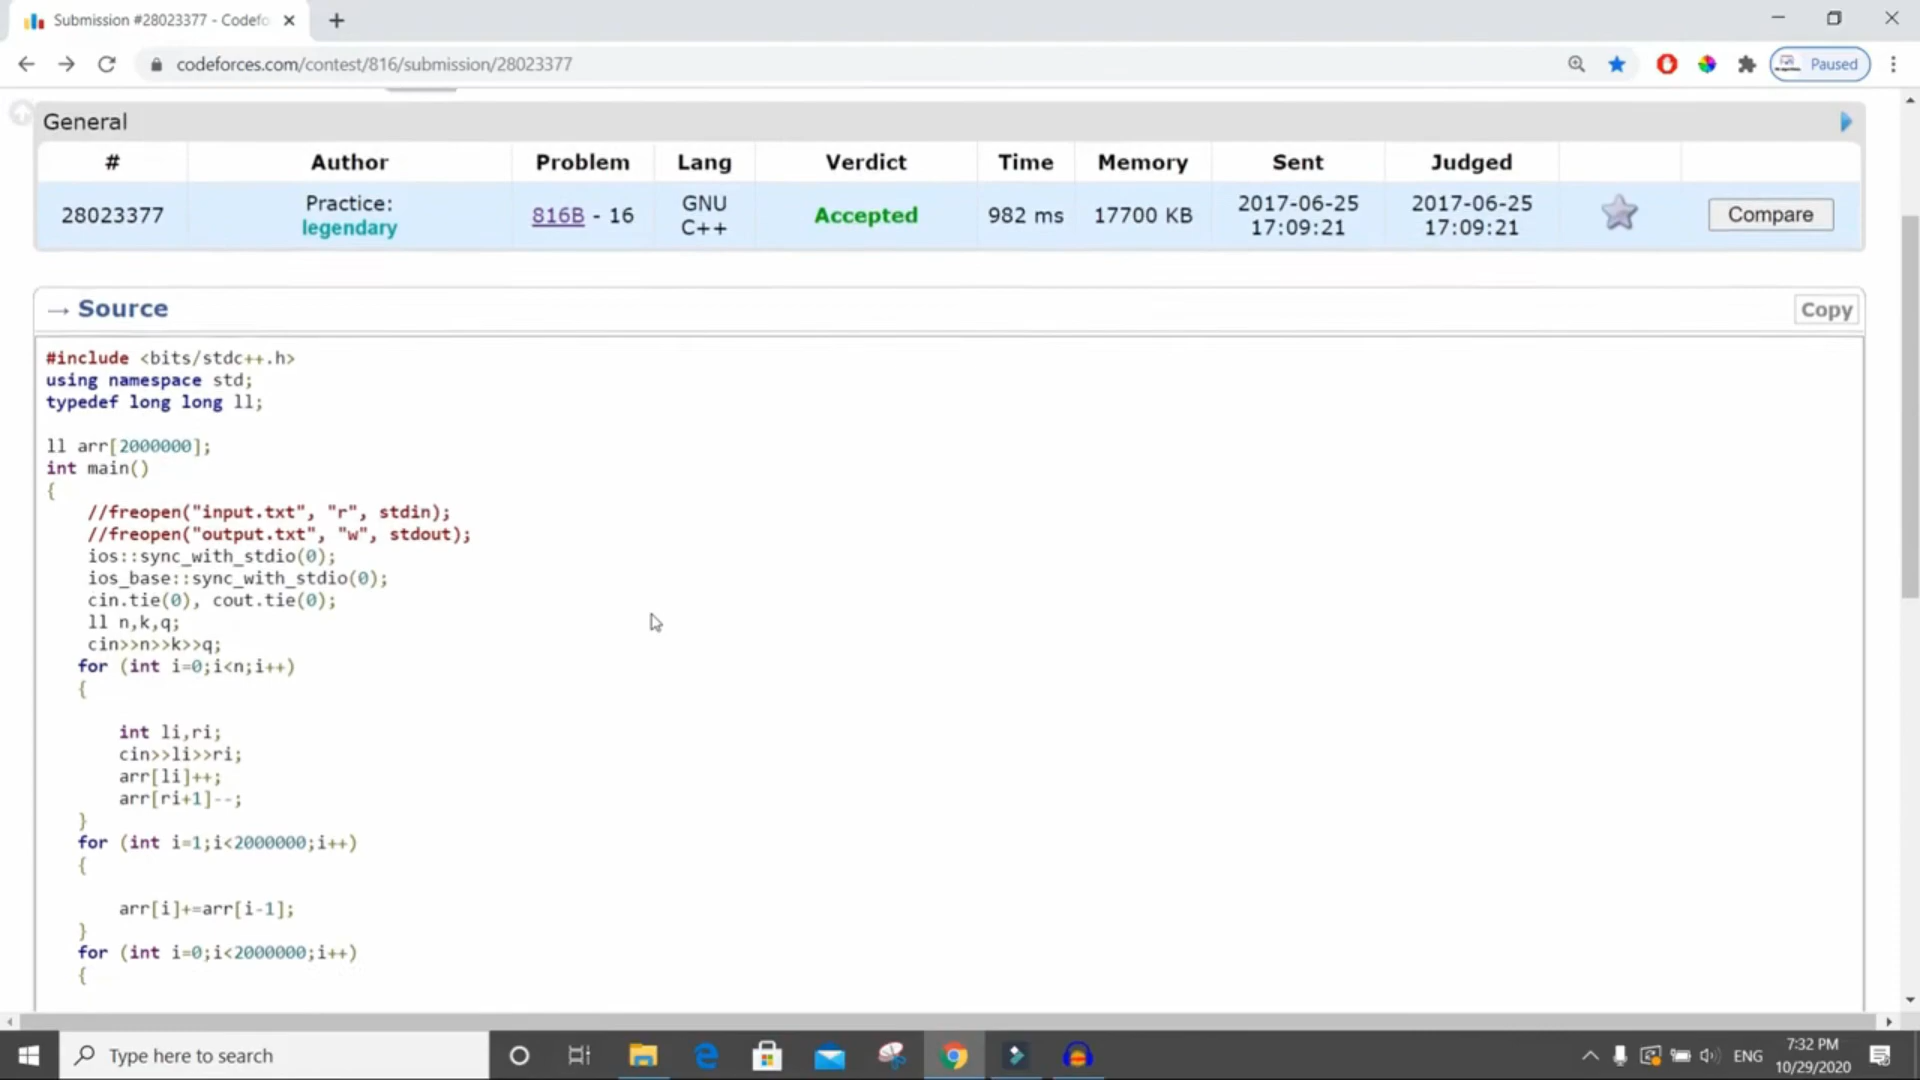 Submission #28023377 - Codefo
codeforces.com/contest/816/submission/28023377
Paused
General
# Author Problem Lang Verdict Time Memory Sent Judged
28023377 Practice: legendary 816B - 16 GNU C++ Accepted 982 ms 17700 KB 2017-06-25 17:09:21 2017-06-25 17:09:21 Compare
→ Source Copy
#include <bits/stdc++.h>
using namespace std;
typedef long long ll;
ll arr[2000000];
int main()
{
//freopen("input.txt", "r", stdin);
//freopen("output.txt", "w", stdout);
ios::sync_with_stdio(0);
ios_base::sync_with_stdio(0);
cin.tie(0), cout.tie(0);
ll n,k,q;
cin>>n>>k>>q;
for (int i=0;i<n;i++)
{
int li,ri;
cin>>li>>ri;
arr[li]++;
arr[ri+1]--;
}
for (int i=1;i<2000000;i++)
{
arr[i]+=arr[i-1];
}
for (int i=0;i<2000000;i++)
{
Type here to search
ENG
7:32 PM
10/29/2020